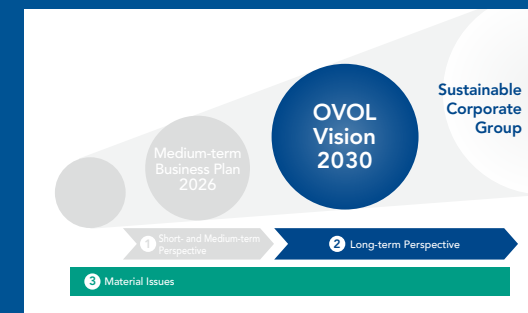 Sustainable
Corporate
Group
OVOL
Vision
2030
Medium-term
Business Plan
2026
1 Short- and Medium-term
Perspective
2 Long-term Perspective
3 Material Issues